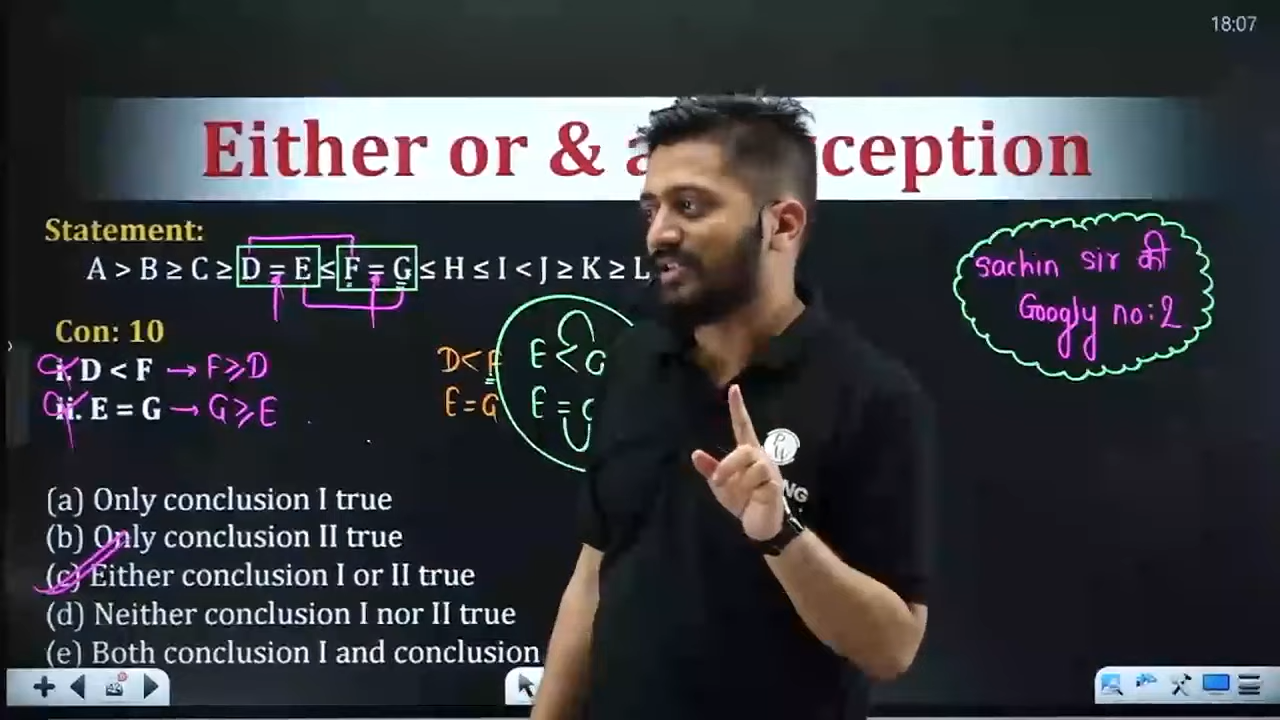 18:07
Either or & a ception
Statement:
A > B ≥ C ≥ D = E ≤ F = G ≤ H ≤ I < J ≥ K ≥ L
Con: 10
i. D < F → F ≥ D
ii. E = G → G ≥ E
D < F
E = G
E < G
E = G
Sachin sir की
Googly no:2
(a) Only conclusion I true
(b) Only conclusion II true
(c) Either conclusion I or II true
(d) Neither conclusion I nor II true
(e) Both conclusion I and conclusion